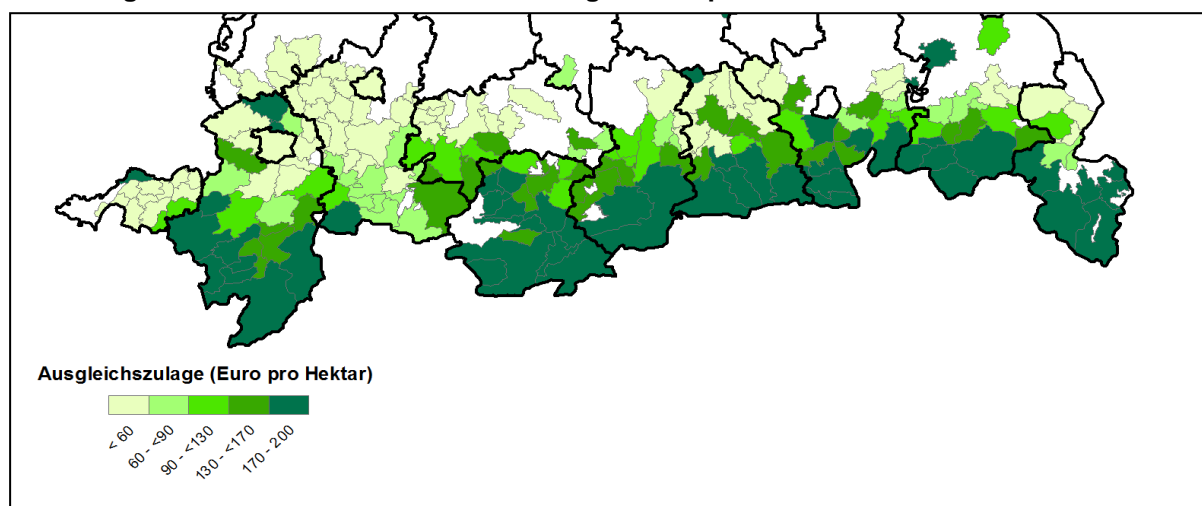 Ausgleichszulage (Euro pro Hektar)
< 60
60 - <90
90 - <130
130 - <170
170 - 200